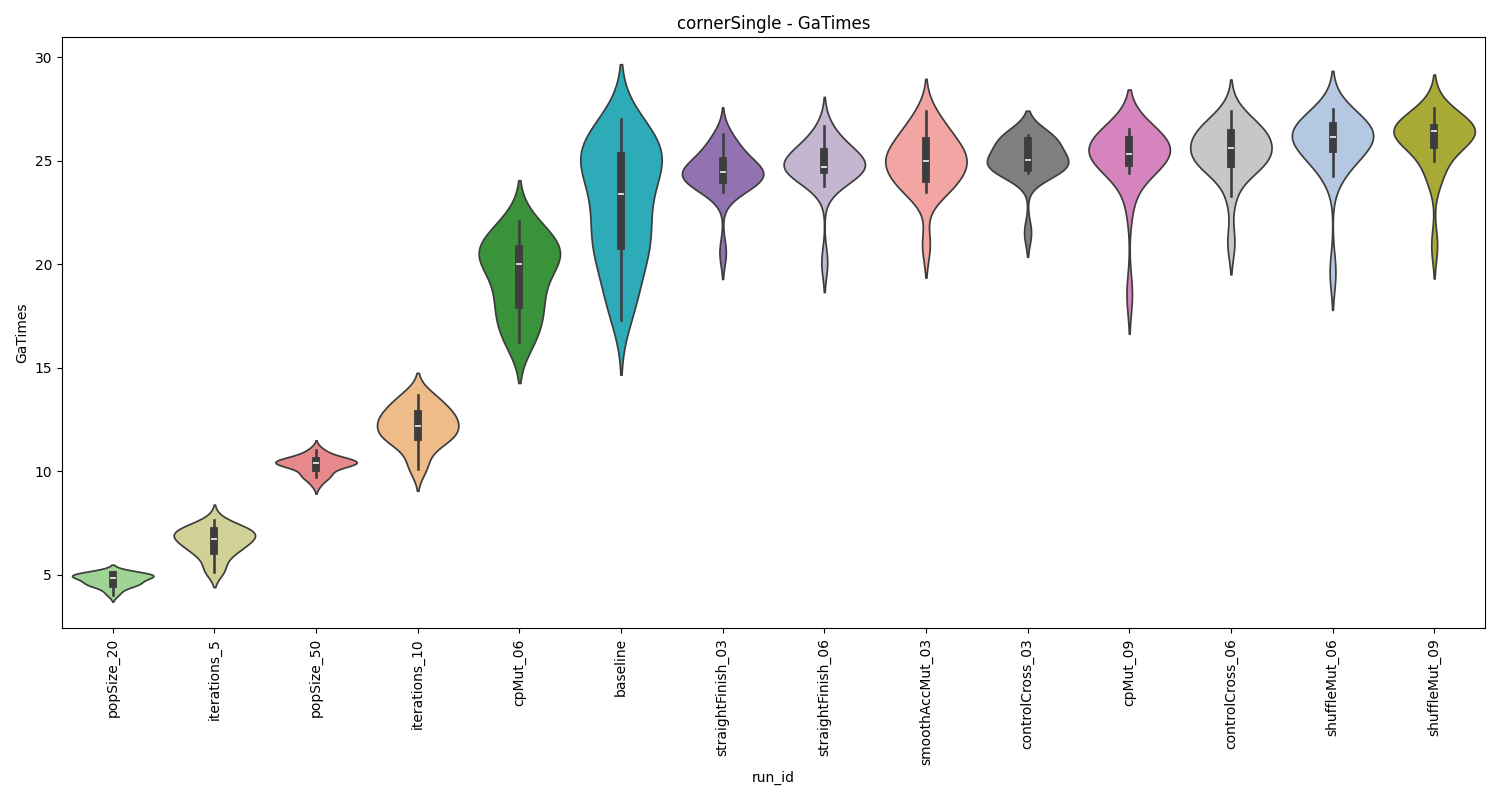 cornerSingle - GaTimes
30
25
20
15
10
5
GaTimes
popSize_20
iterations_5
popSize_50
iterations_10
cpMut_06
baseline
straightFinish_03
straightFinish_06
smoothAccMut_03
controlCross_03
cpMut_09
controlCross_06
shuffleMut_06
shuffleMut_09
run_id